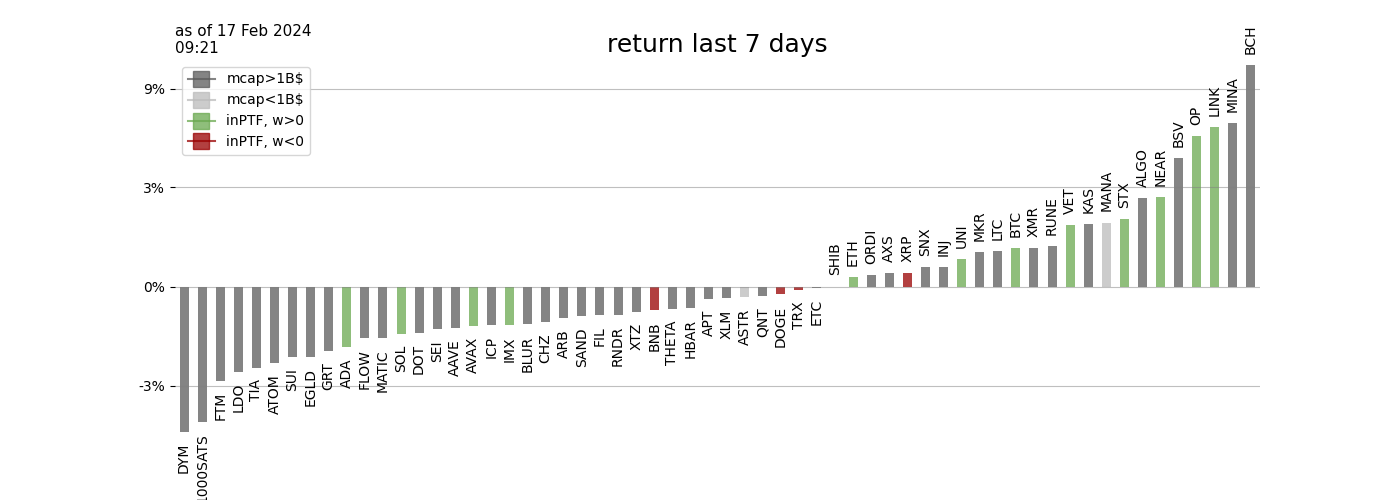 as of 17 Feb 2024
09:21
return last 7 days
mcap>1B$
mcap<1B$
inPTF, w>0
inPTF, w<0
9%
3%
0%
-3%
DYM
1000SATS
FTM
LDO
TIA
ATOM
SUI
EGLD
GRT
ADA
FLOW
MATIC
SOL
DOT
SEI
AAVE
AVAX
ICP
IMX
BLUR
CHZ
ARB
SAND
FIL
RNDR
XTZ
BNB
THETA
HBAR
APT
XLM
ASTR
QNT
DOGE
TRX
ETC
SHIB
ETH
ORDI
AXS
XRP
SNX
INJ
UNI
MKR
LTC
BTC
XMR
RUNE
VET
KAS
MANA
STX
ALGO
NEAR
BSV
OP
LINK
MINA
BCH